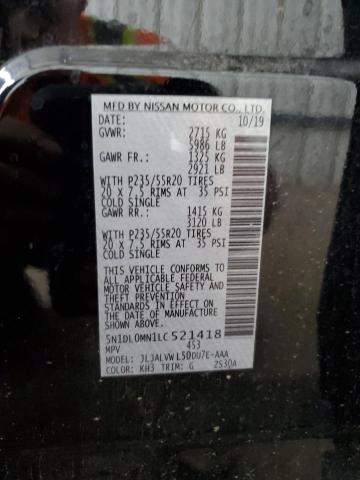 MFD BY NISSAN MOTOR CO., LTD.
DATE: 10/19
GVWR: 2715 KG
5986 LB
GAWR FR.: 1325 KG
2921 LB
WITH P235/55R20 TIRES
20 X 7.5 RIMS AT 35 PSI
COLD SINGLE
GAWR RR.: 1415 KG
3120 LB
WITH P235/55R20 TIRES
20 X 7.5 RIMS AT 35 PSI
COLD SINGLE
THIS VEHICLE CONFORMS TO
ALL APPLICABLE FEDERAL
MOTOR VEHICLE SAFETY AND
THEFT PREVENTION
STANDARDS IN EFFECT ON
THE DATE OF MANUFACTURE
SHOWN ABOVE.
5N1DL0MN1LC521418
MPV 453
MODEL: JLJALVWL50DU7E-AAA
COLOR: KH3 TRIM: G 2S30A